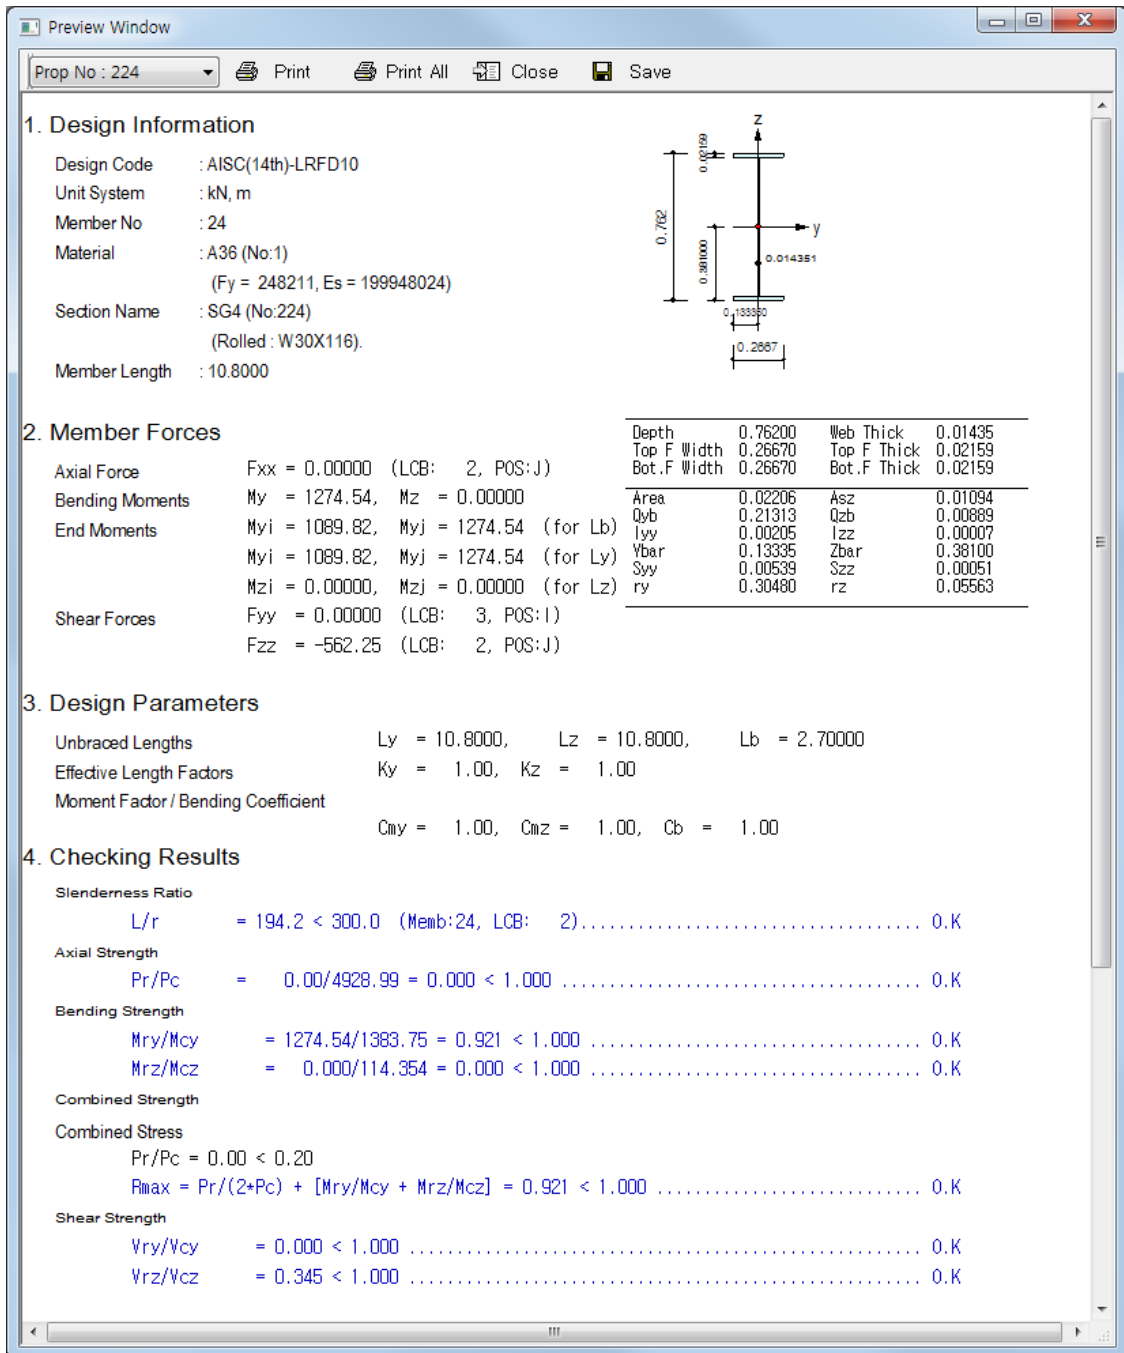 Preview Window
Prop No : 224 Print Print All Close Save
1. Design Information
Design Code : AISC(14th)-LRFD10
Unit System : kN, m
Member No : 24
Material : A36 (No:1)
(Fy = 248211, Es = 199948024)
Section Name : SG4 (No:224)
(Rolled : W30X116).
Member Length : 10.8000
z
0.02159
0.762
y
0.381000
0.014351
0.133350
0.2667
2. Member Forces
Axial Force Fxx = 0.00000 (LCB: 2, POS:J)
Bending Moments My = 1274.54, Mz = 0.00000
End Moments Myi = 1089.82, Myj = 1274.54 (for Lb)
Myi = 1089.82, Myj = 1274.54 (for Ly)
Mzi = 0.00000, Mzj = 0.00000 (for Lz)
Shear Forces Fyy = 0.00000 (LCB: 3, POS:I)
Fzz = -562.25 (LCB: 2, POS:J)
Depth 0.76200 Web Thick 0.01435
Top F Width 0.26670 Top F Thick 0.02159
Bot.F Width 0.26670 Bot.F Thick 0.02159
Area 0.02206 Asz 0.01094
Qyb 0.21313 Qzb 0.00889
Iyy 0.00205 Izz 0.00007
Ybar 0.13335 Zbar 0.38100
Syy 0.00539 Szz 0.00051
ry 0.30480 rz 0.05563
3. Design Parameters
Unbraced Lengths Ly = 10.8000, Lz = 10.8000, Lb = 2.70000
Effective Length Factors Ky = 1.00, Kz = 1.00
Moment Factor / Bending Coefficient
Cmy = 1.00, Cmz = 1.00, Cb = 1.00
4. Checking Results
Slenderness Ratio
L/r = 194.2 < 300.0 (Memb:24, LCB: 2)................................... O.K
Axial Strength
Pr/Pc = 0.00/4928.99 = 0.000 < 1.000 ..................................... O.K
Bending Strength
Mry/Mcy = 1274.54/1383.75 = 0.921 < 1.000 .................................. O.K
Mrz/Mcz = 0.000/114.354 = 0.000 < 1.000 .................................. O.K
Combined Strength
Combined Stress
Pr/Pc = 0.00 < 0.20
Rmax = Pr/(2*Pc) + [Mry/Mcy + Mrz/Mcz] = 0.921 < 1.000 ........................... O.K
Shear Strength
Vry/Vcy = 0.000 < 1.000 ..................................................... O.K
Vrz/Vcz = 0.345 < 1.000 ..................................................... O.K